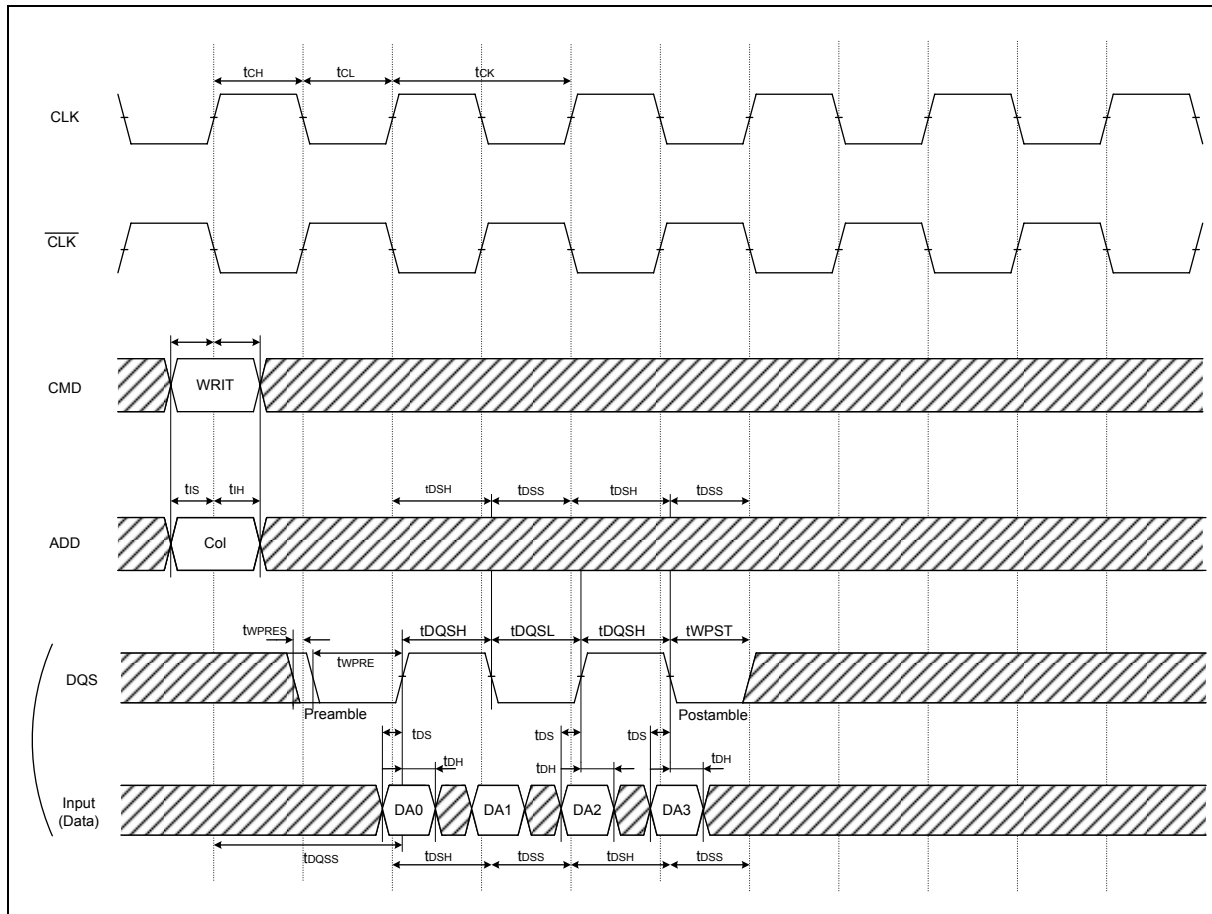 tCH tCL tCK
CLK
CLK
CMD WRIT
tIS tIH tDSH tDSS tDSH tDSS
ADD Col
tWPRES tWPRE tDQSH tDQSL tDQSH tWPST
DQS
Preamble Postamble
tDS tDS tDS
tDH tDH tDH
Input
(Data)
DA0 DA1 DA2 DA3
tDQSS tDSH tDSS tDSH tDSS